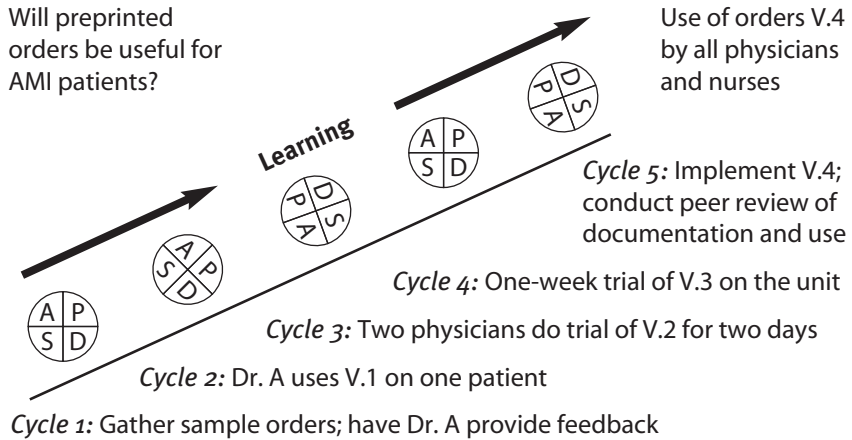 Will preprinted
orders be useful for
AMI patients?
Use of orders V.4
by all physicians
and nurses
Learning
A P
S D
A P
S D
D S
P A
A P
S D
D S
P A
Cycle 5: Implement V.4;
conduct peer review of
documentation and use
Cycle 4: One-week trial of V.3 on the unit
Cycle 3: Two physicians do trial of V.2 for two days
Cycle 2: Dr. A uses V.1 on one patient
Cycle 1: Gather sample orders; have Dr. A provide feedback